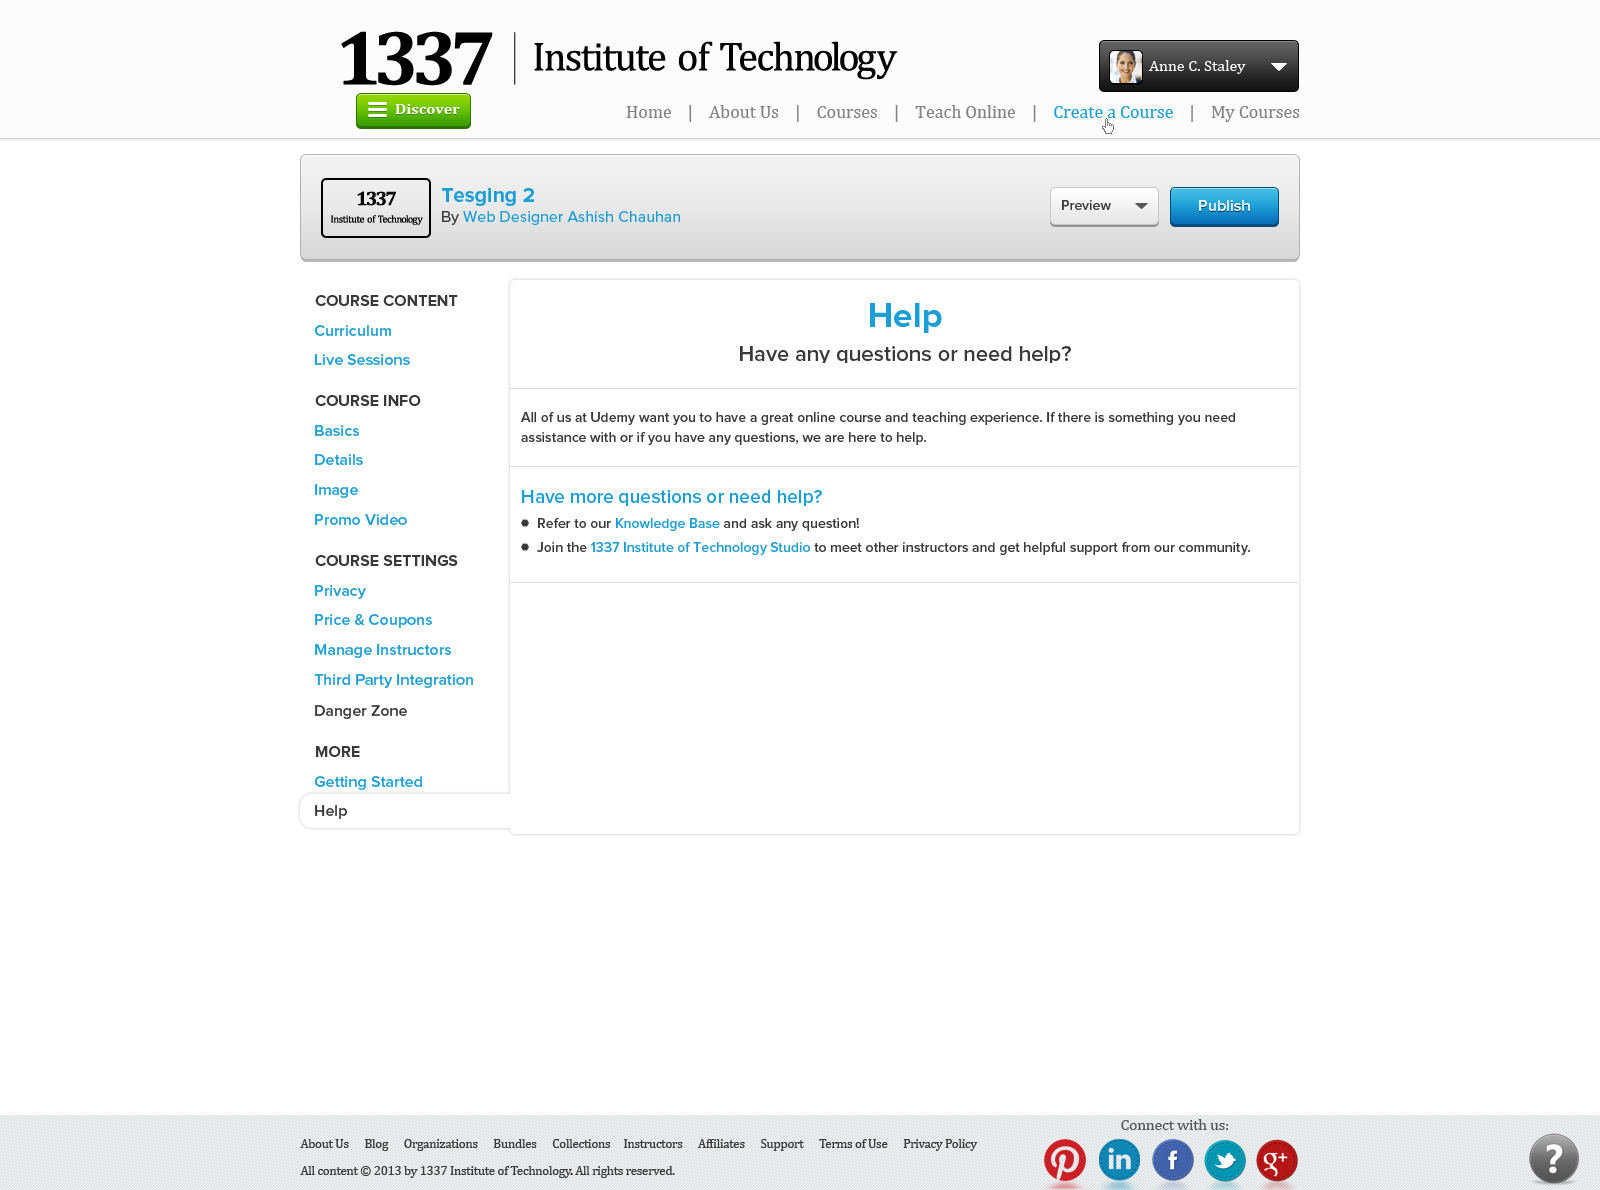 1337 | Institute of Technology
Anne C. Staley
Discover
Home | About Us | Courses | Teach Online | Create a Course | My Courses
1337
Institute of Technology
Tesging 2
By Web Designer Ashish Chauhan
Preview
Publish
COURSE CONTENT
Curriculum
Live Sessions
COURSE INFO
Basics
Details
Image
Promo Video
COURSE SETTINGS
Privacy
Price & Coupons
Manage Instructors
Third Party Integration
Danger Zone
MORE
Getting Started
Help
Help
Have any questions or need help?
All of us at Udemy want you to have a great online course and teaching experience. If there is something you need
assistance with or if you have any questions, we are here to help.
Have more questions or need help?
Refer to our Knowledge Base and ask any question!
Join the 1337 Institute of Technology Studio to meet other instructors and get helpful support from our community.
About Us Blog Organizations Bundles Collections Instructors Affiliates Support Terms of Use Privacy Policy
All content © 2013 by 1337 Institute of Technology. All rights reserved.
Connect with us:
in f g+
?